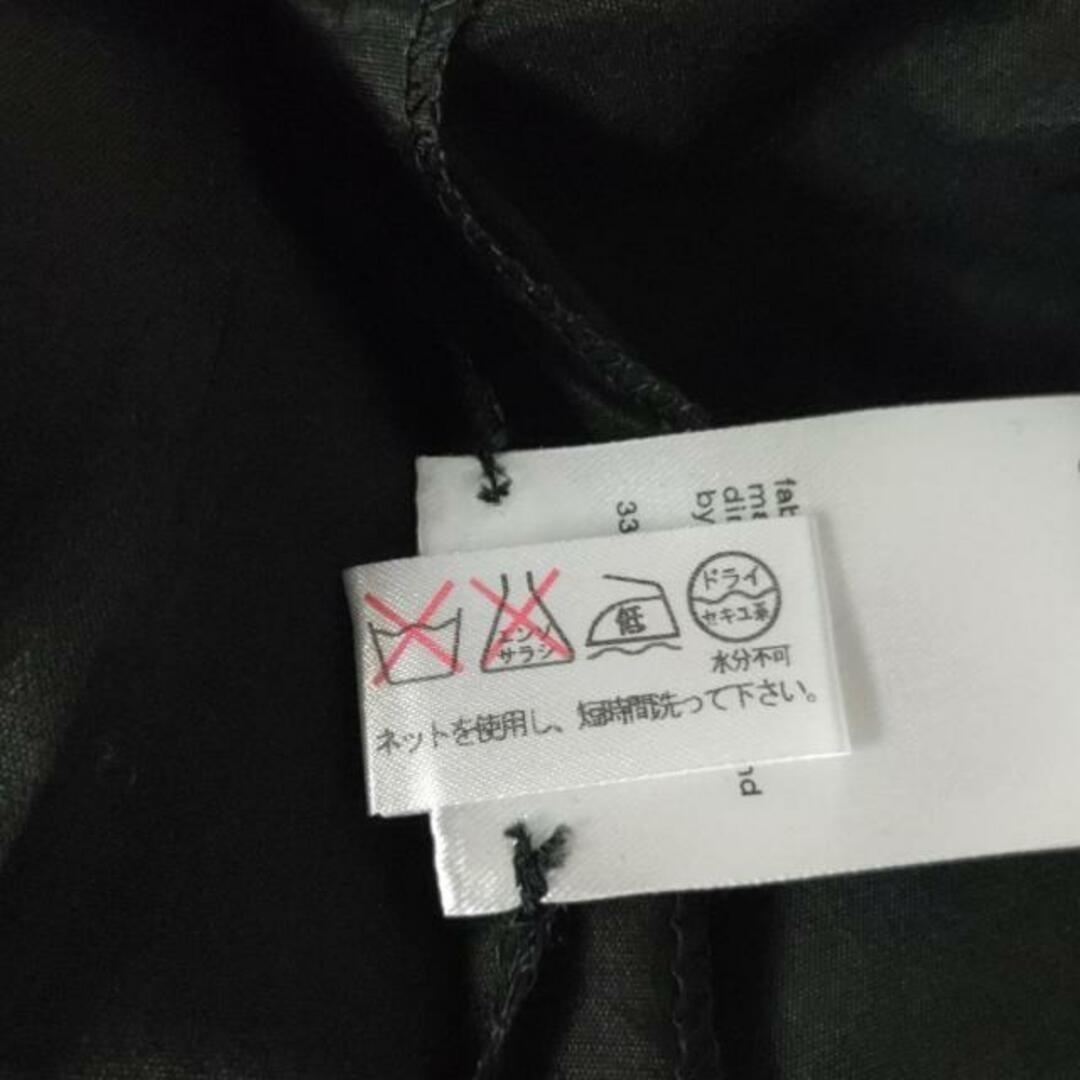 33
エンソ
サラシ
低
ドライ
セキユ系
水分不可
ネットを使用し、短時間洗って下さい。